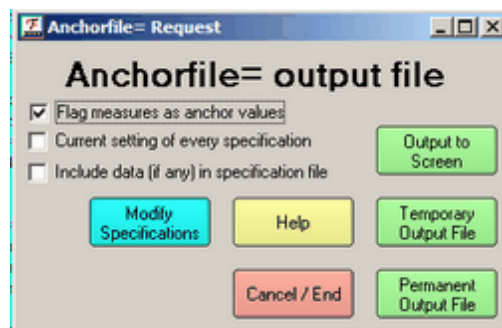 Anchorfile= Request
Anchorfile= output file
Flag measures as anchor values
Current setting of every specification
Include data (if any) in specification file
Output to
Screen
Modify
Specifications
Help
Temporary
Output File
Cancel / End
Permanent
Output File